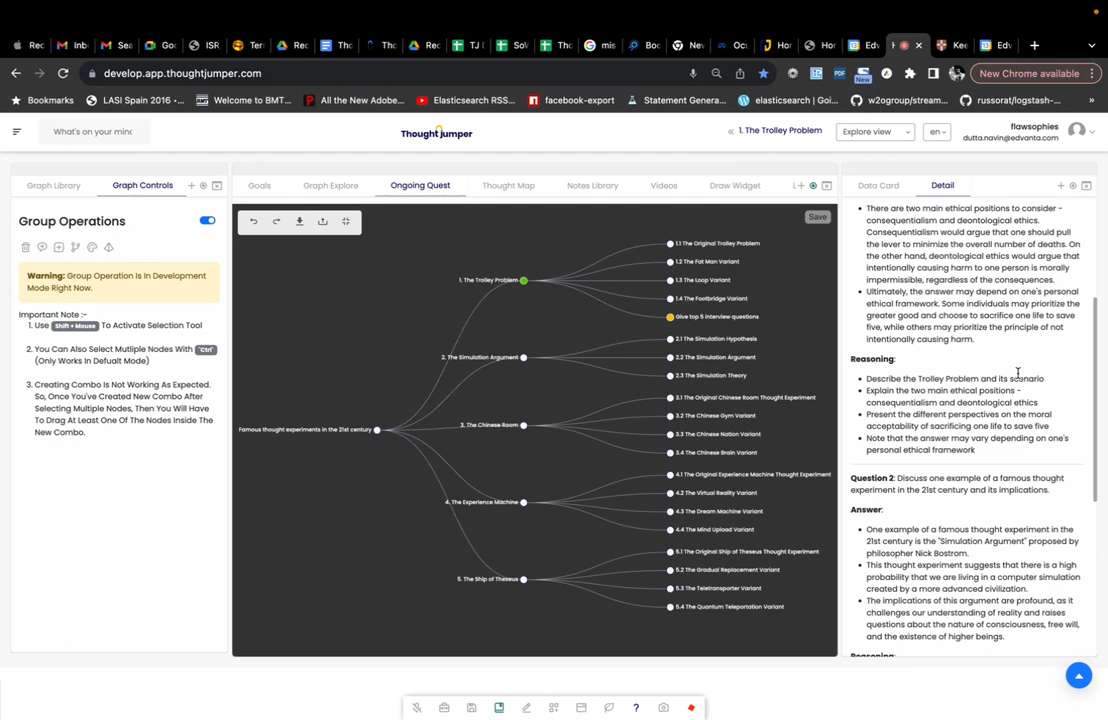 Rec
Inb
Sea
Go
ISR
Ter
Rec
Tho
Tho
Rec
TJ D
SoW
Tho
mis
Boo
Nev
Occ
Hor
Hor
Edv
Kee
Edv
develop.app.thoughtjumper.com
New
New Chrome available
Bookmarks
LASI Spain 2016 -...
Welcome to BMT...
All the New Adobe...
Elasticsearch RSS...
facebook-export
Statement Genera...
elasticsearch | Goi...
w2ogroup/stream...
russorat/logstash-...
What's on your mind
Thought jumper
« 1. The Trolley Problem
Explore view
en
flawsophies
dutta.navin@edvanta.com
Graph Library
Graph Controls
Goals
Graph Explore
Ongoing Quest
Thought Map
Notes Library
Videos
Draw Widget
L
Data Card
Detail
Group Operations
Warning: Group Operation Is In Development
Mode Right Now.
Important Note :-
1. Use Shift + Mouse To Activate Selection Tool
2. You Can Also Select Mutliple Nodes With "Ctrl"
(Only Works In Defualt Mode)
3. Creating Combo Is Not Working As Expected.
So, Once You've Created New Combo After
Selecting Multiple Nodes, Then You Will Have
To Drag At Least One Of The Nodes Inside The
New Combo.
Save
Famous thought experiments in the 21st century
1. The Trolley Problem
1.1 The Original Trolley Problem
1.2 The Fat Man Variant
1.3 The Loop Variant
1.4 The Footbridge Variant
Give top 5 interview questions
2. The Simulation Argument
2.1 The Simulation Hypothesis
2.2 The Simulation Argument
2.3 The Simulation Theory
3. The Chinese Room
3.1 The Original Chinese Room Thought Experiment
3.2 The Chinese Gym Variant
3.3 The Chinese Nation Variant
3.4 The Chinese Brain Variant
4. The Experience Machine
4.1 The Original Experience Machine Thought Experiment
4.2 The Virtual Reality Variant
4.3 The Dream Machine Variant
4.4 The Mind Upload Variant
5. The Ship of Theseus
5.1 The Original Ship of Theseus Thought Experiment
5.2 The Gradual Replacement Variant
5.3 The Teletransporter Variant
5.4 The Quantum Teleportation Variant
There are two main ethical positions to consider -
consequentialism and deontological ethics.
Consequentialism would argue that one should pull
the lever to minimize the overall number of deaths. On
the other hand, deontological ethics would argue that
intentionally causing harm to one person is morally
impermissible, regardless of the consequences.
Ultimately, the answer may depend on one's personal
ethical framework. Some individuals may prioritize the
greater good and choose to sacrifice one life to save
five, while others may prioritize the principle of not
intentionally causing harm.
Reasoning:
Describe the Trolley Problem and its scenario
Explain the two main ethical positions -
consequentialism and deontological ethics
Present the different perspectives on the moral
acceptability of sacrificing one life to save five
Note that the answer may vary depending on one's
personal ethical framework
Question 2: Discuss one example of a famous thought
experiment in the 21st century and its implications.
Answer:
One example of a famous thought experiment in the
21st century is the "Simulation Argument" proposed by
philosopher Nick Bostrom.
This thought experiment suggests that there is a high
probability that we are living in a computer simulation
created by a more advanced civilization.
The implications of this argument are profound, as it
challenges our understanding of reality and raises
questions about the nature of consciousness, free will,
and the existence of higher beings.
Reasoning: